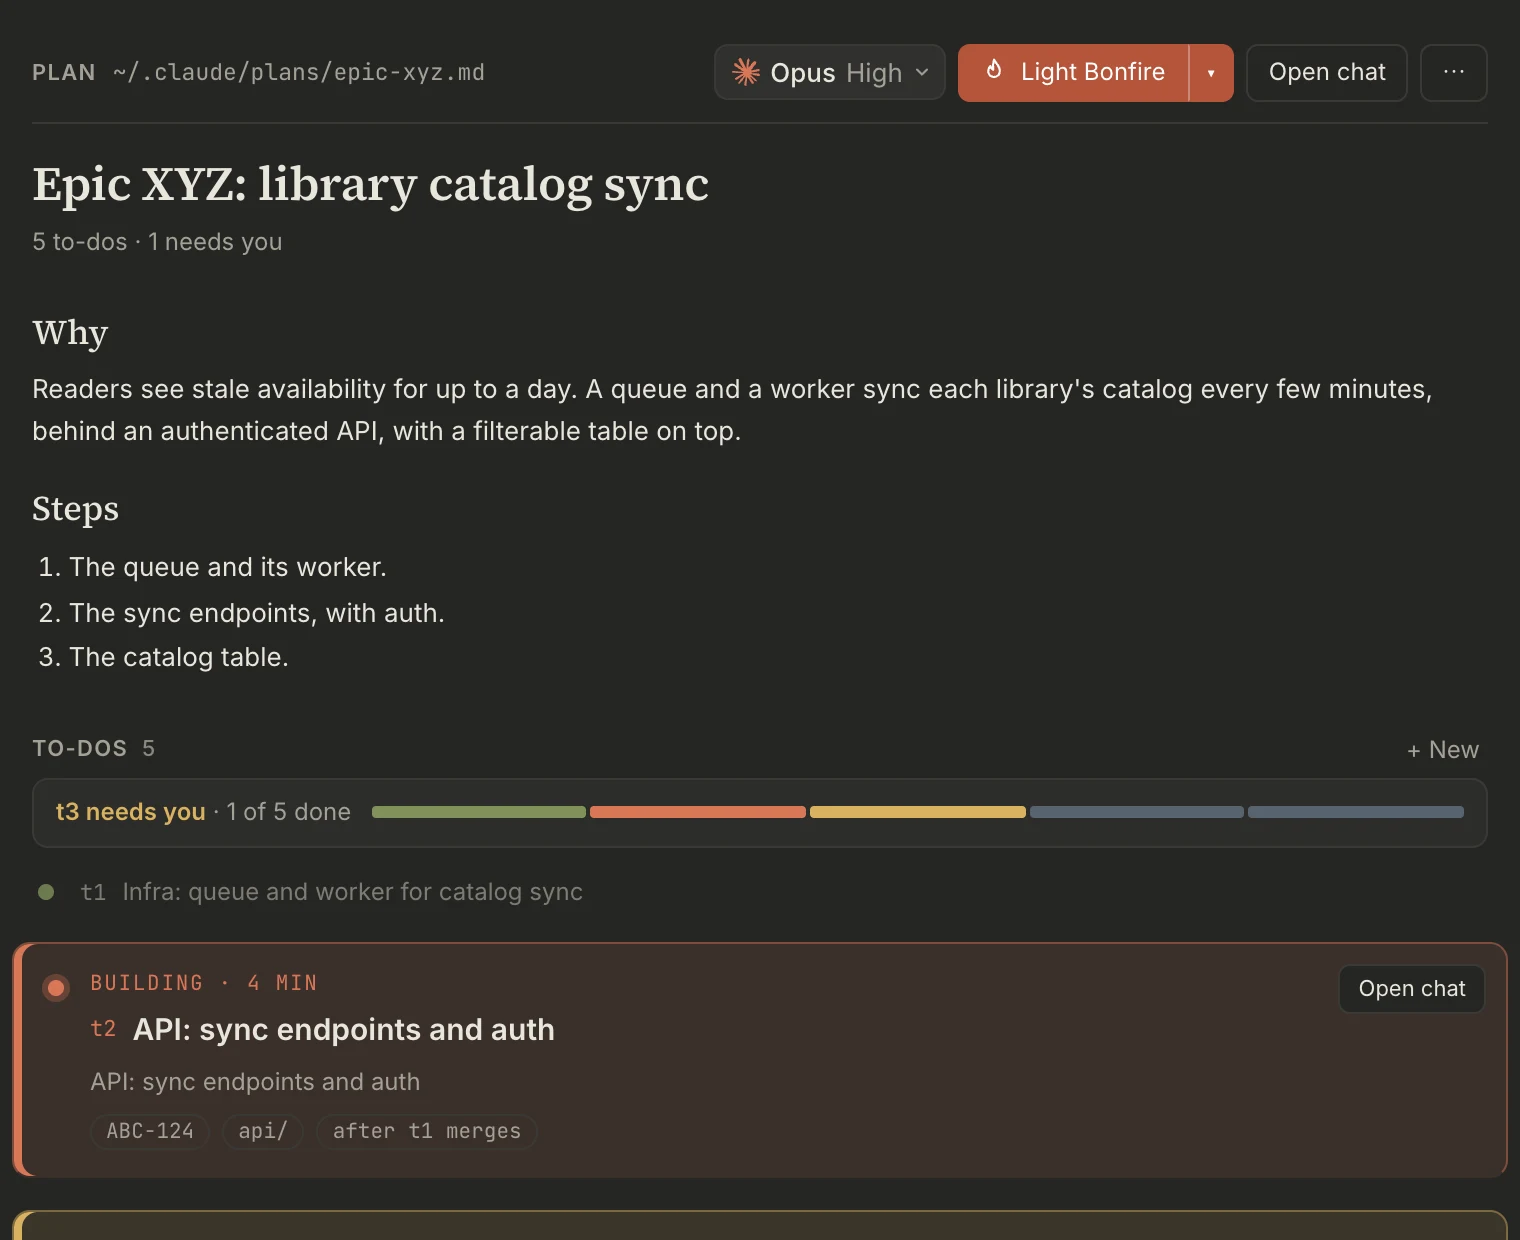 PLAN ~/.claude/plans/epic-xyz.md
Opus High
Light Bonfire
Open chat
···
Epic XYZ: library catalog sync
5 to-dos · 1 needs you
Why
Readers see stale availability for up to a day. A queue and a worker sync each library's catalog every few minutes,
behind an authenticated API, with a filterable table on top.
Steps
1. The queue and its worker.
2. The sync endpoints, with auth.
3. The catalog table.
TO-DOS 5
+ New
t3 needs you · 1 of 5 done
t1 Infra: queue and worker for catalog sync
BUILDING · 4 MIN
Open chat
t2 API: sync endpoints and auth
API: sync endpoints and auth
ABC-124 api/ after t1 merges